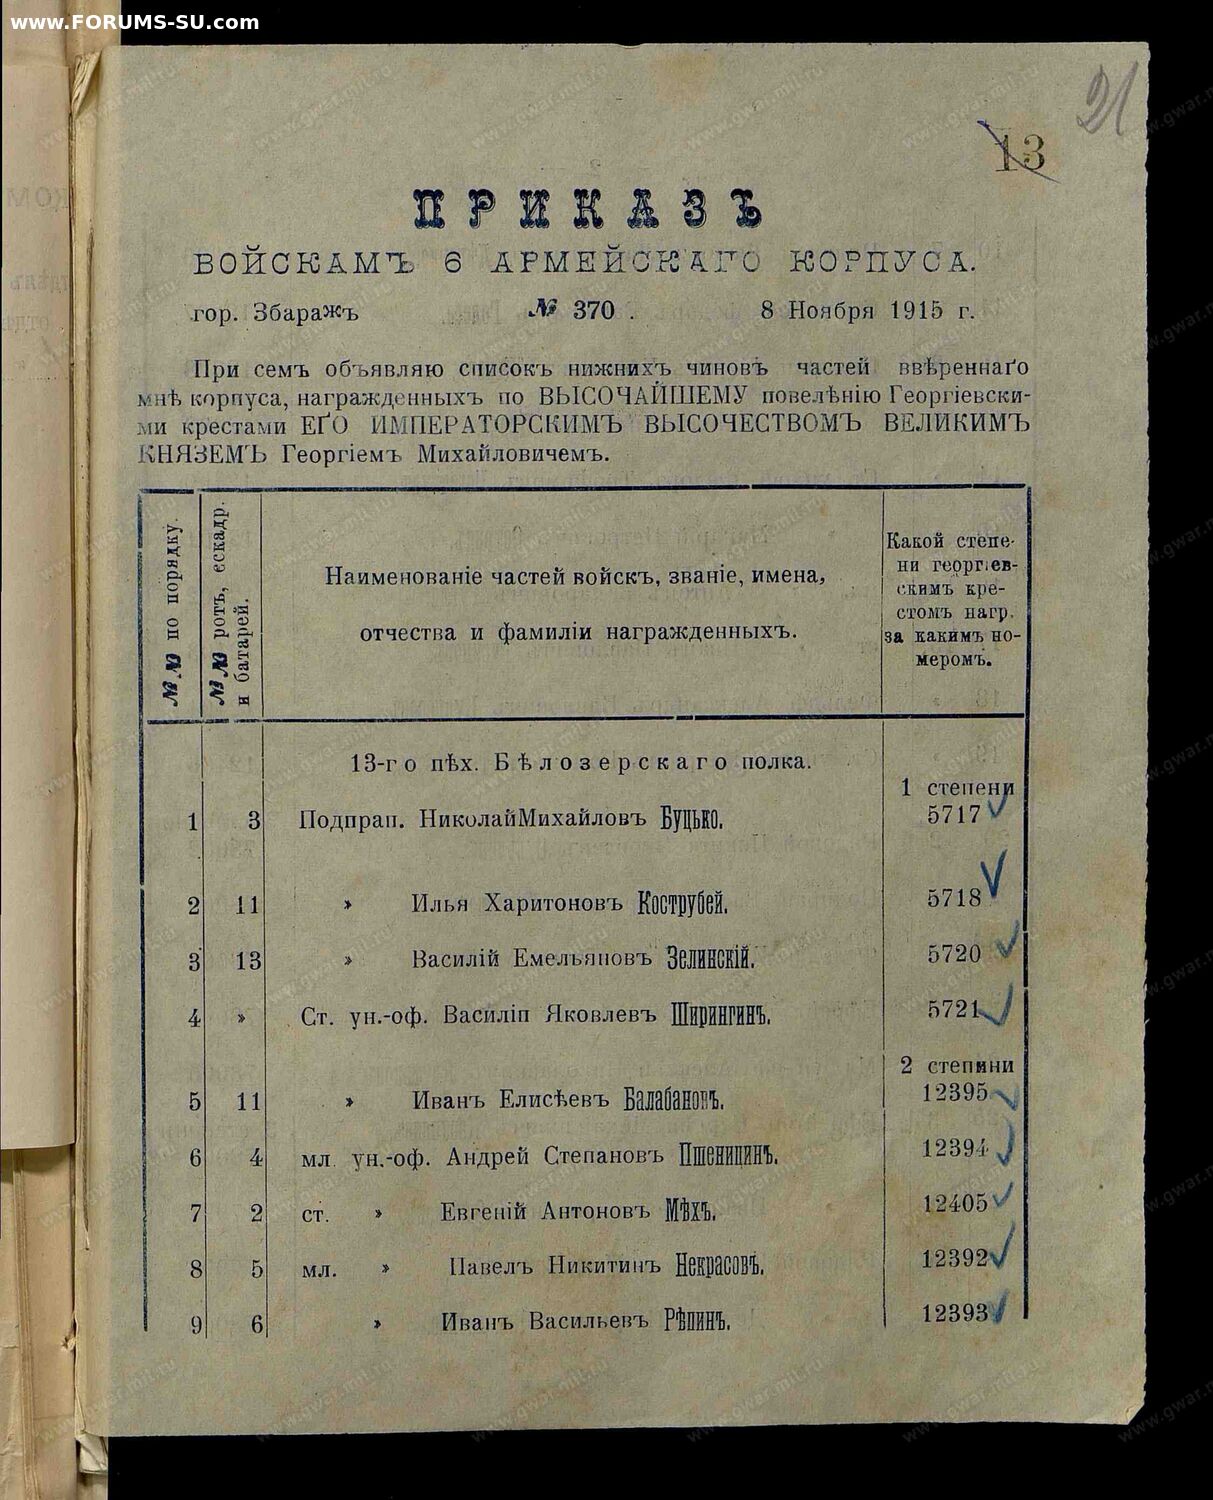 www.FORUMS-SU.com
21
13
ПРИКАЗЪ
ВОЙСКАМЪ 6 АРМЕЙСКАГО КОРПУСА.
гор. Збаражъ № 370. 8 Ноября 1915 г.
При семъ объявляю списокъ нижнихъ чиновъ частей ввѣреннаго
мнѣ корпуса, награжденныхъ по ВЫСОЧАЙШЕМУ повелѣнію Георгіевски-
ми крестами ЕГО ИМПЕРАТОРСКИМЪ ВЫСОЧЕСТВОМЪ ВЕЛИКИМЪ
КНЯЗЕМЪ Георгіемъ Михайловичемъ.
№№ по порядку.
№№ ротъ, ескадр.
и батарей.
Наименованіе частей войскъ, званіе, имена,
отчества и фамиліи награжденныхъ.
Какой степе-
ни георгіев-
скимъ кре-
стомъ нагр.
за какимъ но-
меромъ.
13-го пѣх. Бѣлозерскаго полка.
1 степени
1 3 Подпрап. Николай Михайловъ Буцько. 5717
2 11 » Илья Харитоновъ Кострубей. 5718
3 13 » Василій Емельяновъ Зелинскій. 5720
4 » Ст. ун.-оф. Василіп Яковлевъ Ширингинъ. 5721
2 степини
5 11 » Иванъ Елисѣевъ Балабановъ. 12395
6 4 мл. ун.-оф. Андрей Степановъ Пшеницинъ. 12394
7 2 ст. » Евгеній Антоновъ Мѣхъ. 12405
8 5 мл. » Павелъ Никитинъ Некрасовъ. 12392
9 6 » Иванъ Васильевъ Рѣпинъ. 12393